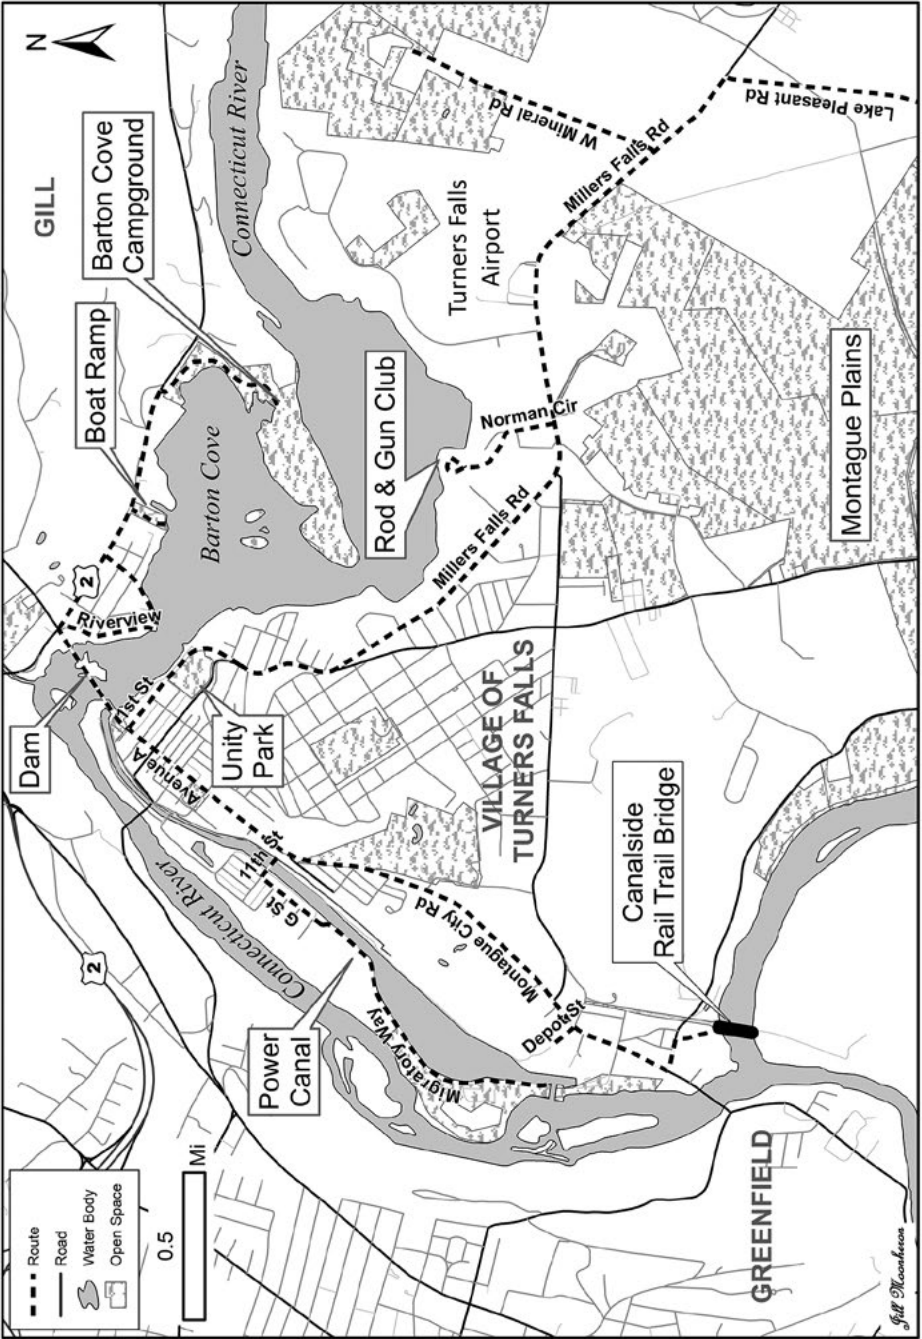 N
GILL
Barton Cove
Campground
Boat Ramp
Connecticut River
W Mineral Rd
Lake Pleasant Rd
Millers Falls Rd
Turners Falls
Airport
Barton Cove
Rod & Gun Club
Norman Cir
Montague Plains
2
Riverview
Millers Falls Rd
Dam
1st St
Unity
Park
Avenue A
VILLAGE OF
TURNERS FALLS
11th St
G St
Connecticut River
2
Montague City Rd
Canalside
Rail Trail Bridge
Power
Canal
Migratory Way
Depot St
GREENFIELD
Route
Road
Water Body
Open Space
0.5
Mi
Jill Moonheron